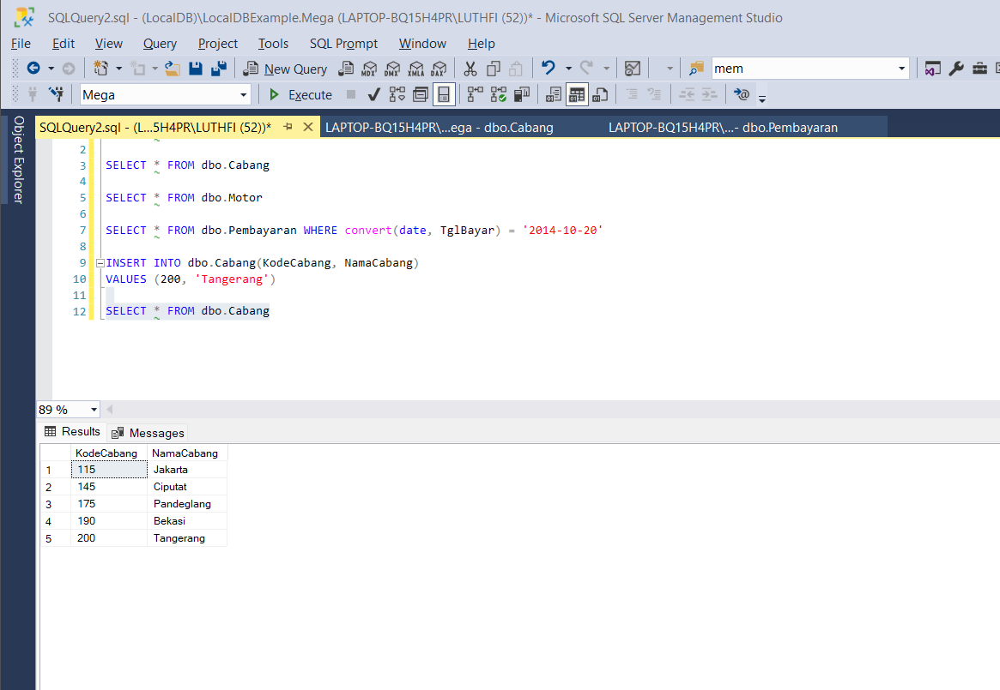 SQLQuery2.sql - (LocalDB)\LocalDBExample.Mega (LAPTOP-BQ15H4PR\LUTHFI (52))* - Microsoft SQL Server Management Studio
File Edit View Query Project Tools SQL Prompt Window Help
New Query MDX DMX XMLA DAX mem
Mega Execute
Object Explorer
SQLQuery2.sql - (L...5H4PR\LUTHFI (52))* LAPTOP-BQ15H4PR\...ega - dbo.Cabang LAPTOP-BQ15H4PR\...- dbo.Pembayaran
2
3 SELECT * FROM dbo.Cabang
4
5 SELECT * FROM dbo.Motor
6
7 SELECT * FROM dbo.Pembayaran WHERE convert(date, TglBayar) = '2014-10-20'
8
9 INSERT INTO dbo.Cabang(KodeCabang, NamaCabang)
10 VALUES (200, 'Tangerang')
11
12 SELECT * FROM dbo.Cabang
89 %
Results Messages
KodeCabang NamaCabang
1 115 Jakarta
2 145 Ciputat
3 175 Pandeglang
4 190 Bekasi
5 200 Tangerang